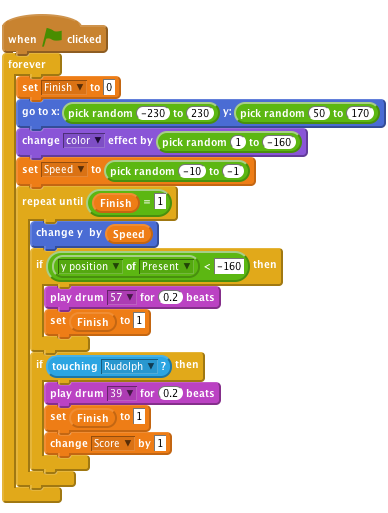 when clicked
forever
set Finish to 0
go to x: pick random -230 to 230 y: pick random 50 to 170
change color effect by pick random 1 to -160
set Speed to pick random -10 to -1
repeat until Finish = 1
change y by Speed
if y position of Present < -160 then
play drum 57 for 0.2 beats
set Finish to 1
if touching Rudolph ? then
play drum 39 for 0.2 beats
set Finish to 1
change Score by 1